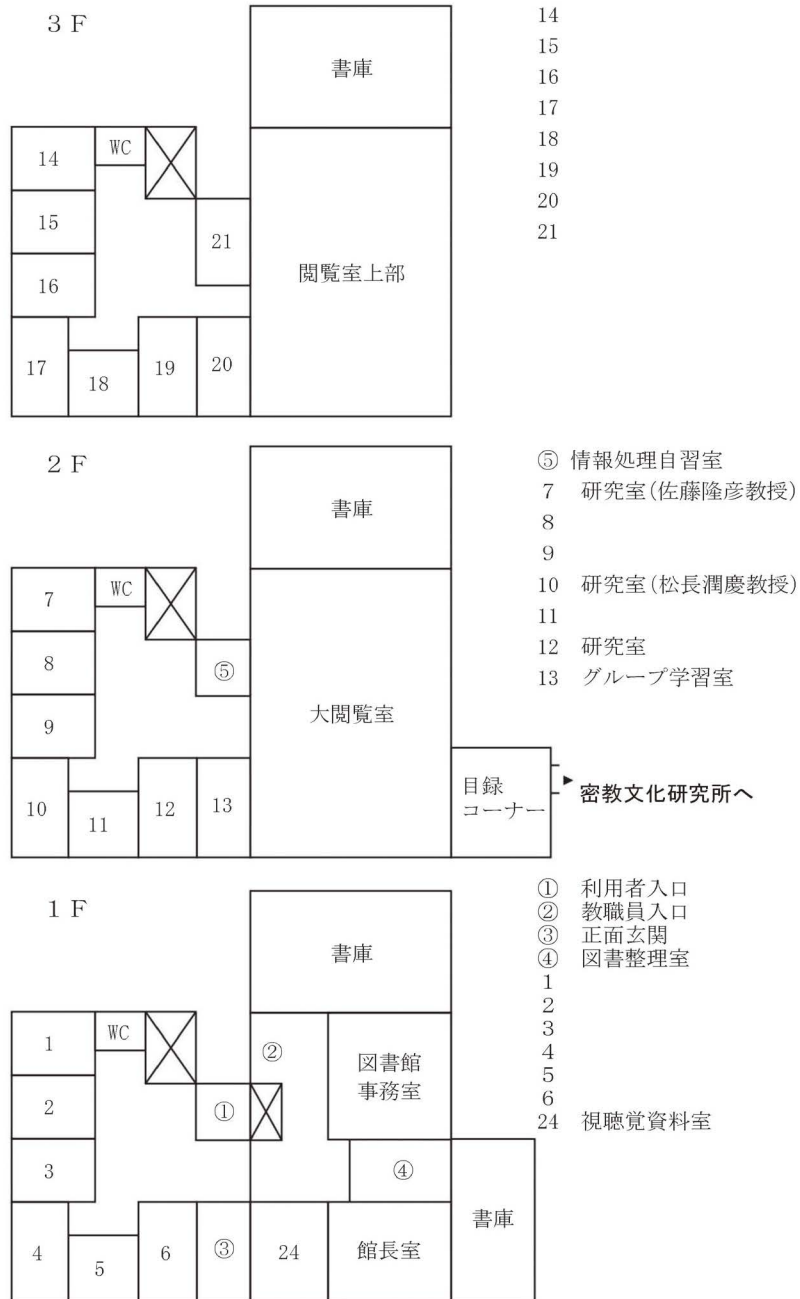 3 F
書庫
14
WC
15
21
16
閲覧室上部
17
18
19
20
14
15
16
17
18
19
20
21
2 F
書庫
7
WC
8
⑤
9
大閲覧室
10
11
12
13
目録
コーナー
密教文化研究所へ
⑤ 情報処理自習室
7 研究室(佐藤隆彦教授)
8
9
10 研究室(松長潤慶教授)
11
12 研究室
13 グループ学習室
1 F
書庫
1
WC
②
図書館
事務室
2
①
3
④
4
5
6
③
24
館長室
書庫
① 利用者入口
② 教職員入口
③ 正面玄関
④ 図書整理室
1
2
3
4
5
6
24 視聴覚資料室